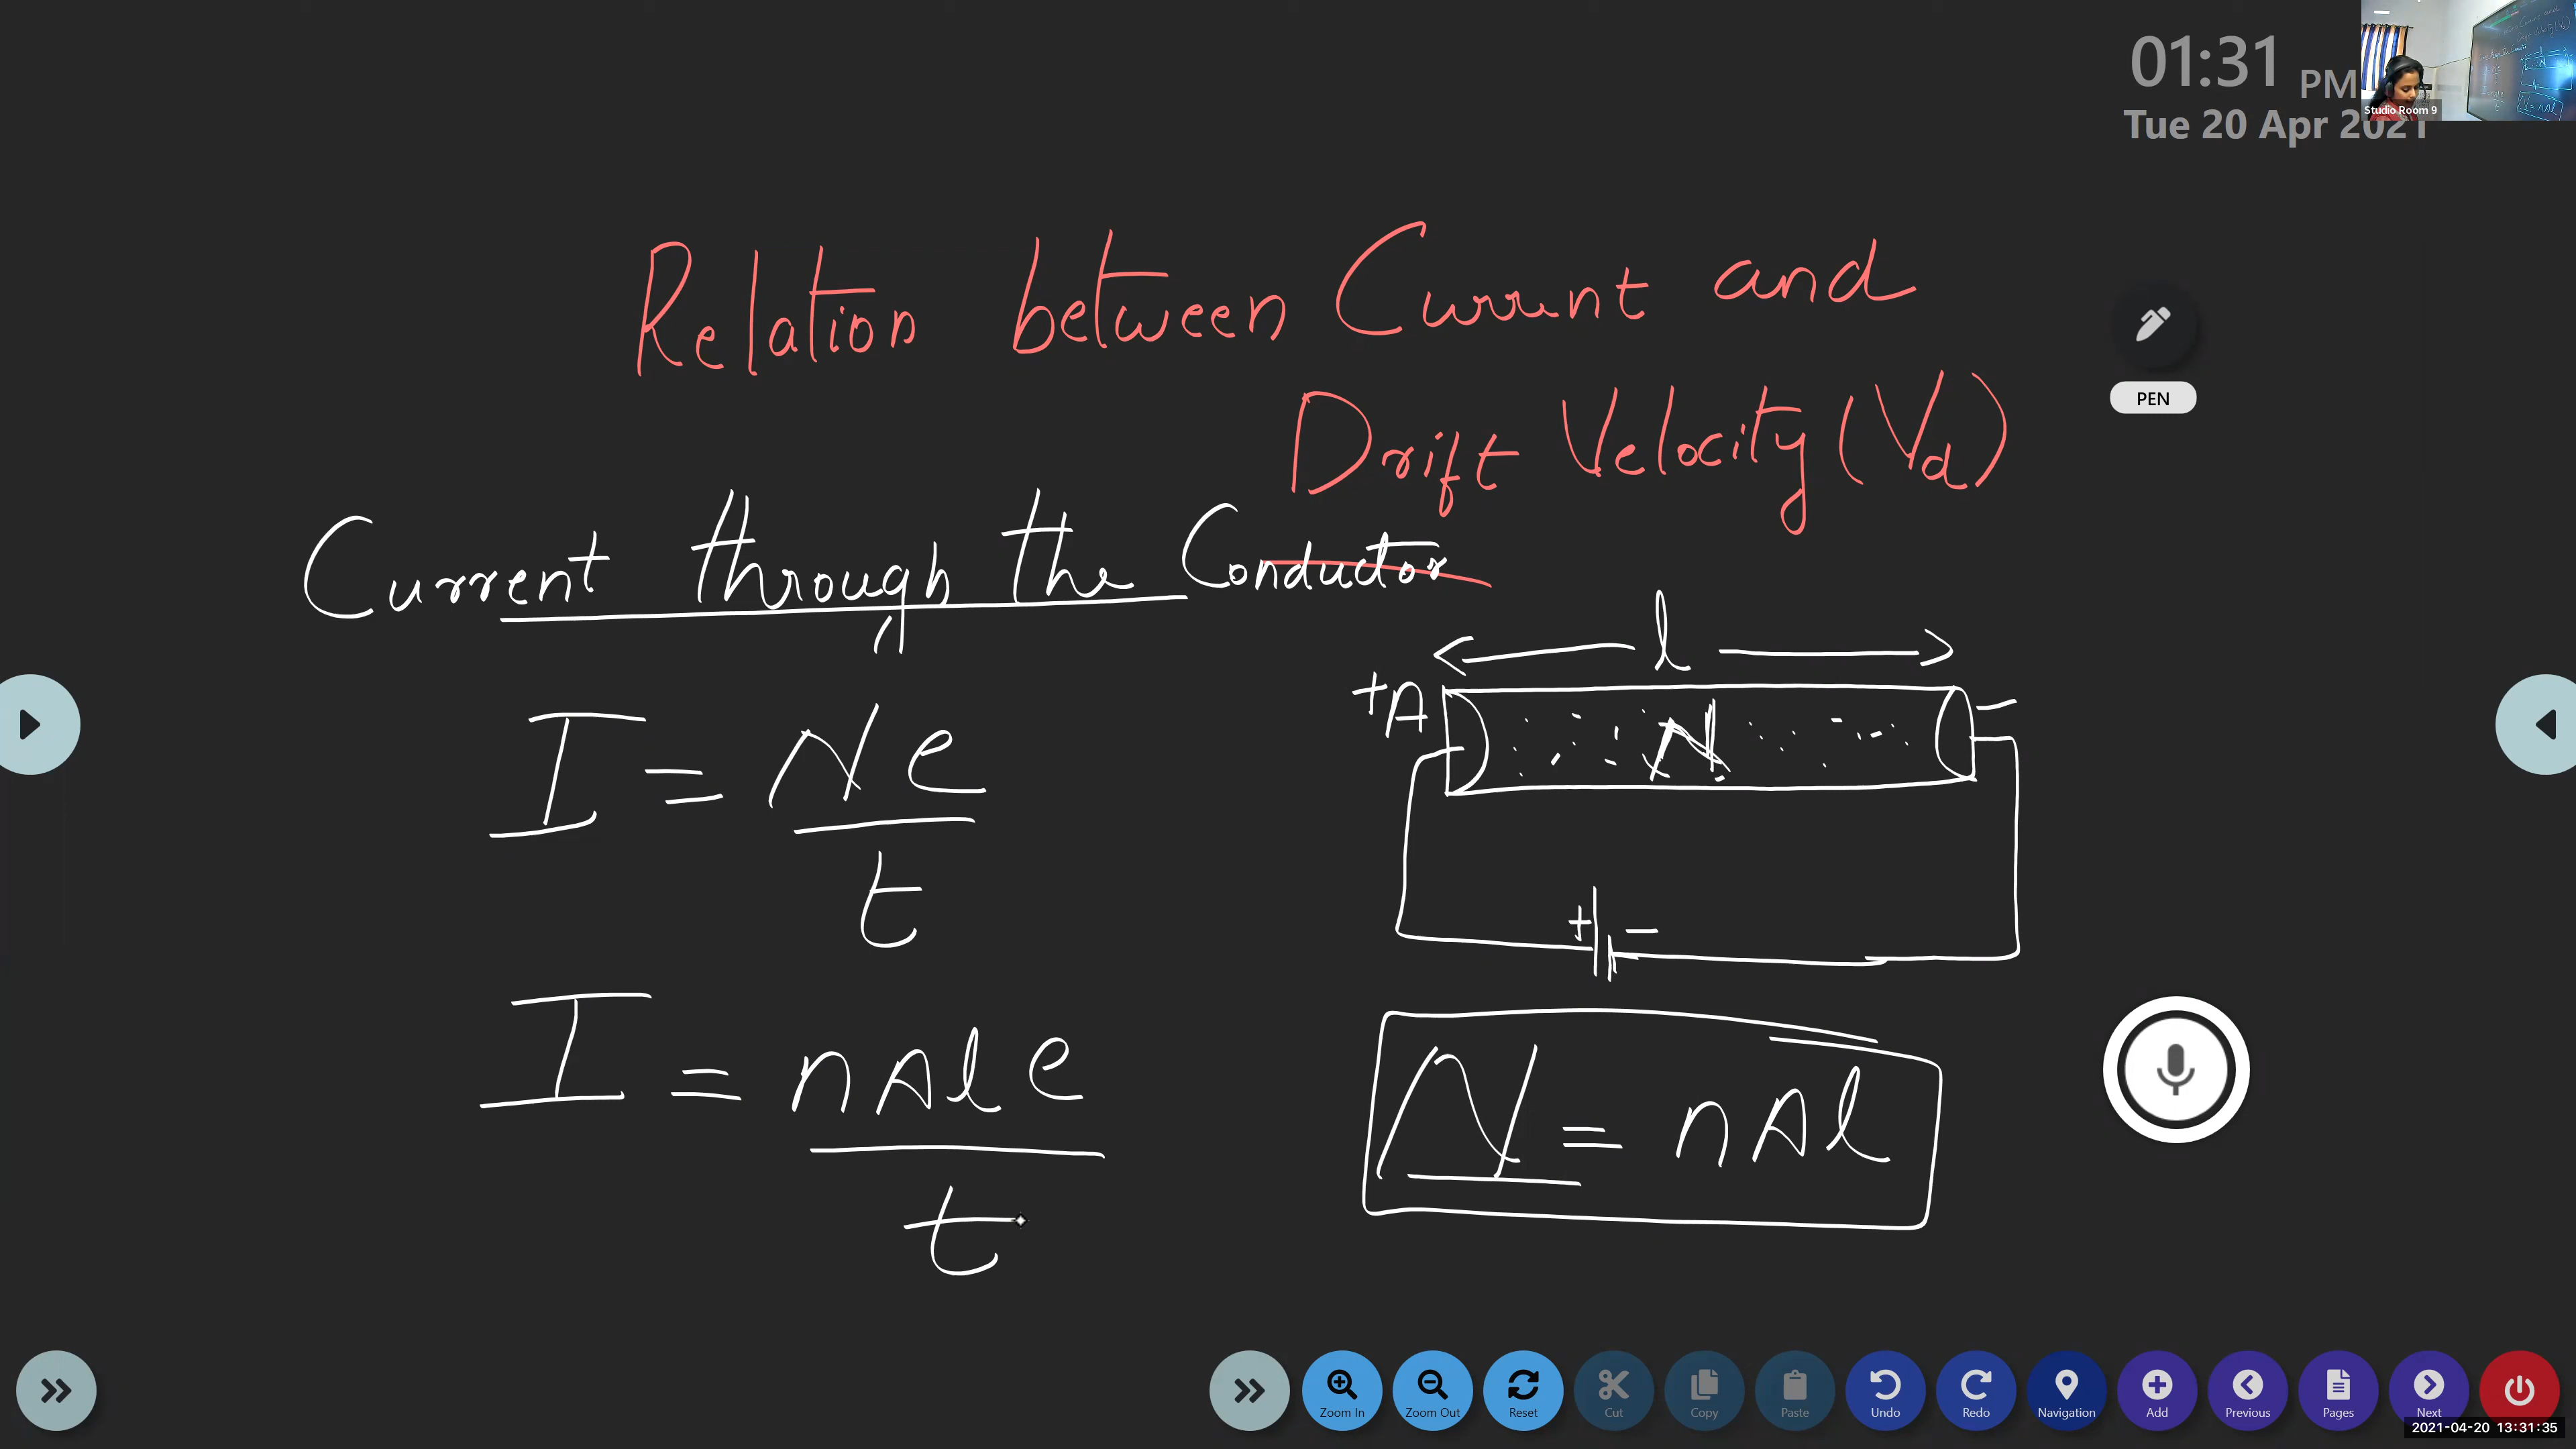 01:31 PM
Studio Room 9
Tue 20 Apr 2021
Relation between Current and
Drift Velocity (Vd)
PEN
Current through the Conductor
l
+A N −
I = Ne
t
+ −
I = nAle
t
N = nAl
Zoom In Zoom Out Reset Cut Copy Paste Undo Redo Navigation Add Previous Pages Next
2021-04-20 13:31:35